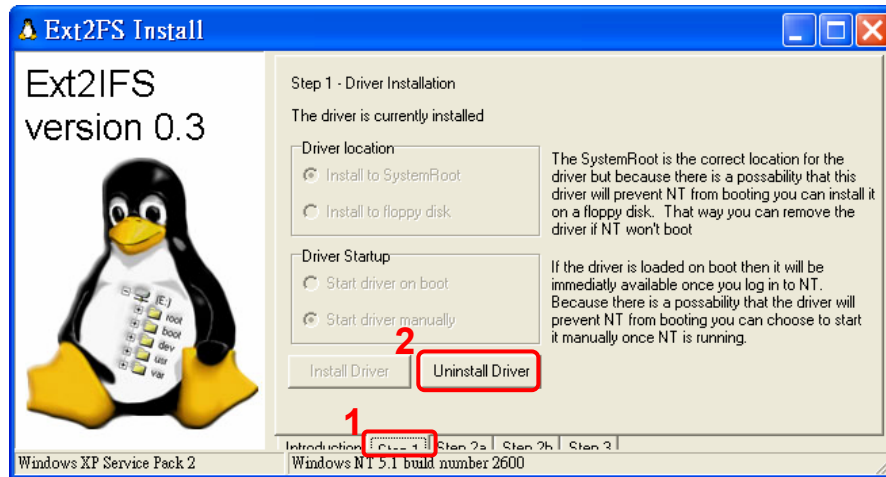 Ext2FS Install
Ext2IFS
version 0.3
(E:)
root
boot
dev
usr
var
Step 1 - Driver Installation
The driver is currently installed
Driver location
Install to SystemRoot
Install to floppy disk
The SystemRoot is the correct location for the
driver but because there is a possability that this
driver will prevent NT from booting you can install it
on a floppy disk. That way you can remove the
driver if NT won't boot
Driver Startup
Start driver on boot
Start driver manually
If the driver is loaded on boot then it will be
immediatly available once you log in to NT.
Because there is a possability that the driver will
prevent NT from booting you can choose to start
it manually once NT is running.
2
Install Driver Uninstall Driver
1
Introduction Step 1 Step 2a Step 2b Step 3
Windows XP Service Pack 2 Windows NT 5.1 build number 2600